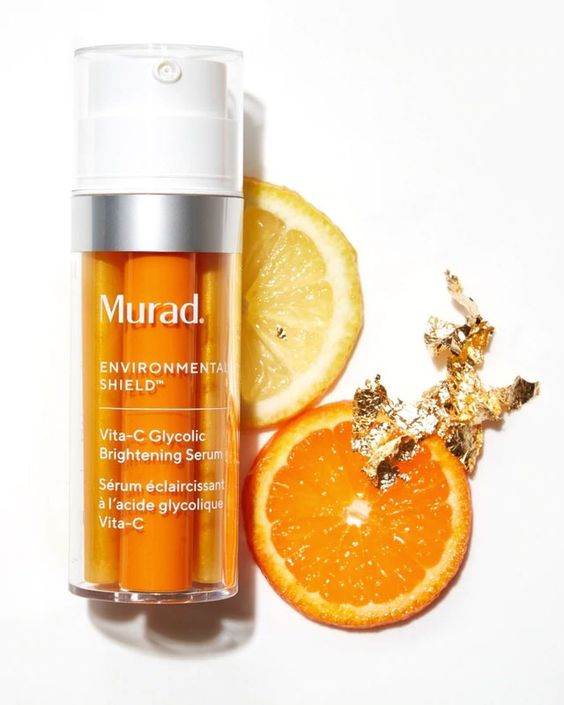 Murad.
ENVIRONMENTAL
SHIELD™
Vita-C Glycolic
Brightening Serum
Sérum éclaircissant
à l'acide glycolique
Vita-C